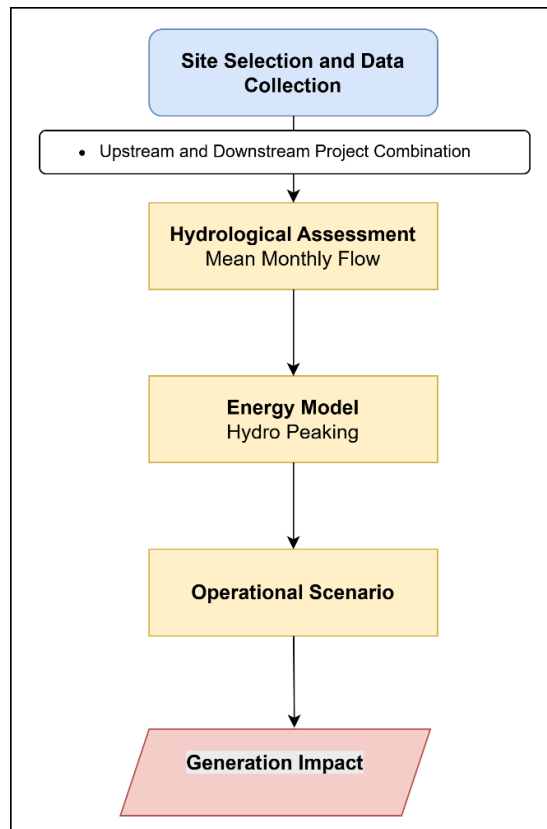 Site Selection and Data
Collection
• Upstream and Downstream Project Combination
Hydrological Assessment
Mean Monthly Flow
Energy Model
Hydro Peaking
Operational Scenario
Generation Impact